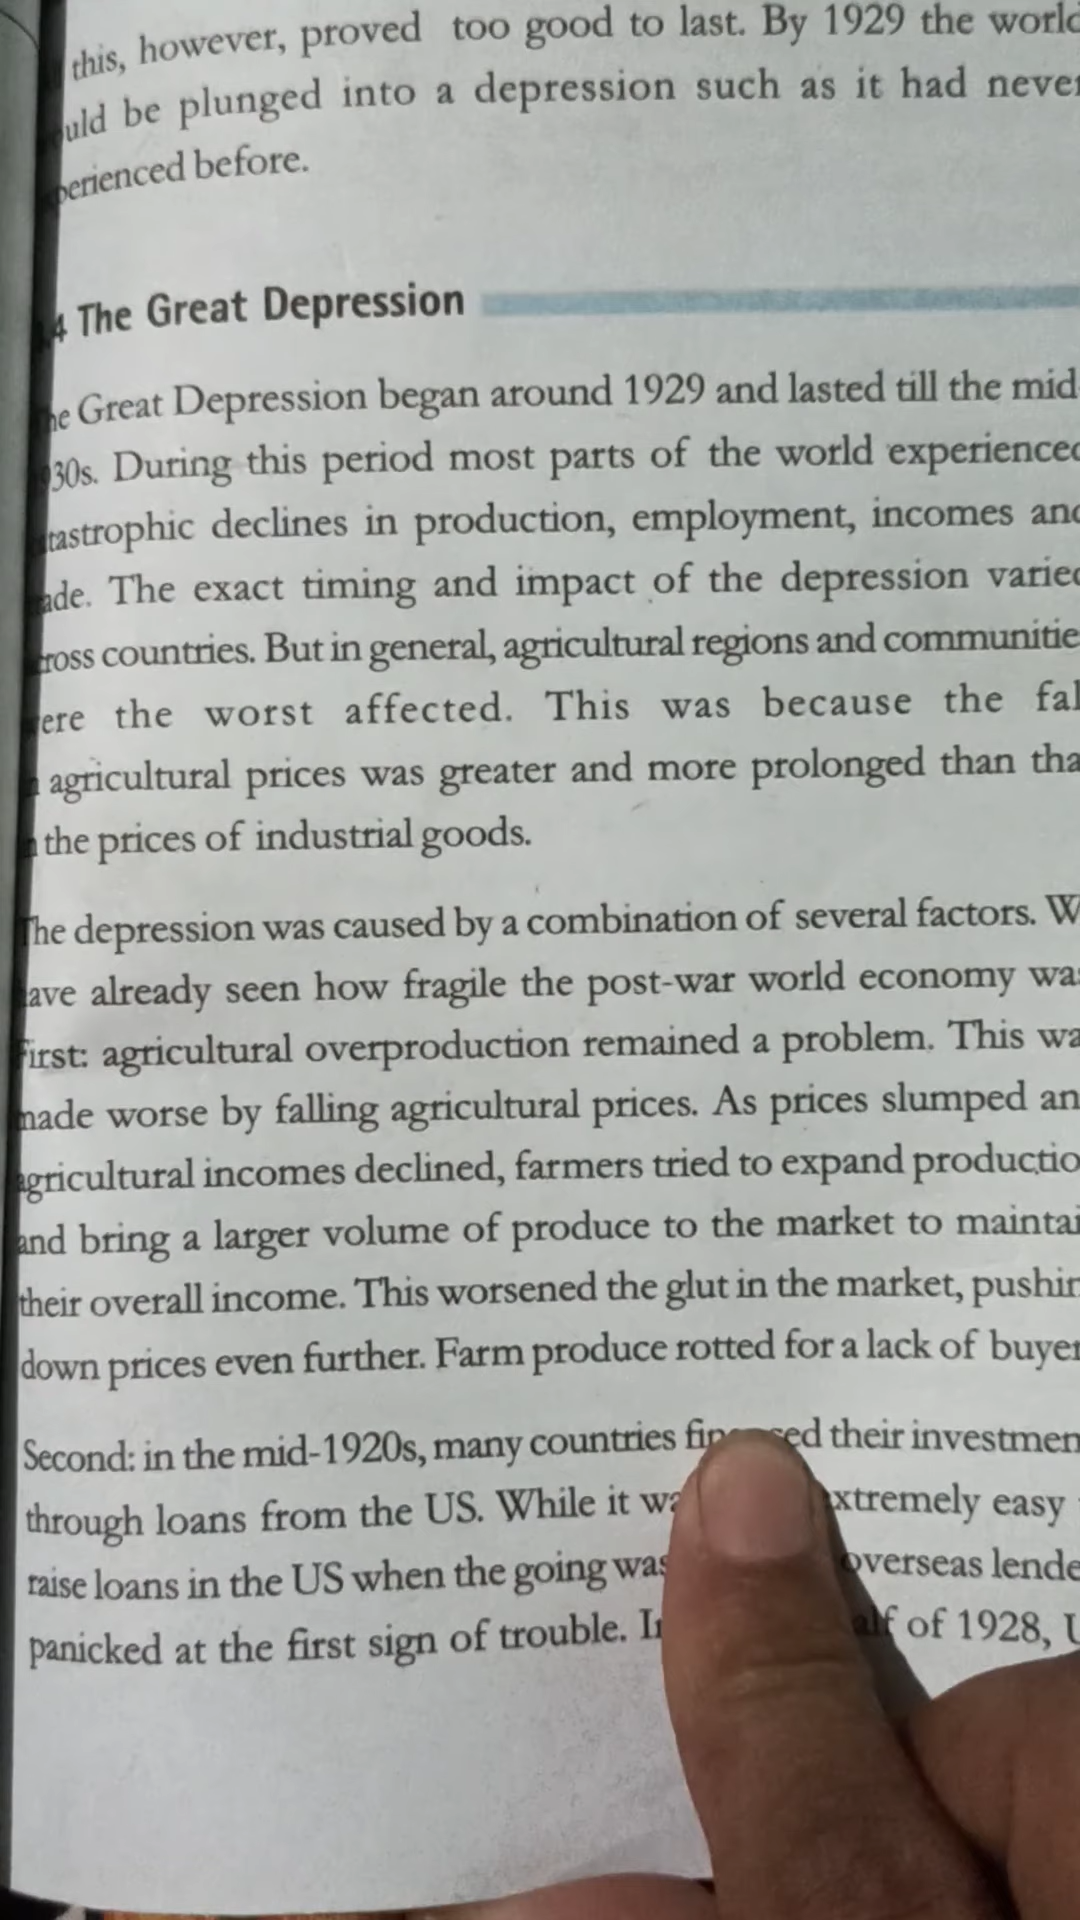 this, however, proved too good to last. By 1929 the world
uld be plunged into a depression such as it had never
perienced before.
4 The Great Depression
he Great Depression began around 1929 and lasted till the mid
30s. During this period most parts of the world experienced
tastrophic declines in production, employment, incomes and
ade. The exact timing and impact of the depression varied
ross countries. But in general, agricultural regions and communitie
ere the worst affected. This was because the fal
agricultural prices was greater and more prolonged than tha
the prices of industrial goods.
The depression was caused by a combination of several factors. W
ave already seen how fragile the post-war world economy was
First: agricultural overproduction remained a problem. This wa
made worse by falling agricultural prices. As prices slumped an
agricultural incomes declined, farmers tried to expand productio
and bring a larger volume of produce to the market to maintai
their overall income. This worsened the glut in the market, pushin
down prices even further. Farm produce rotted for a lack of buyer
Second: in the mid-1920s, many countries their investmen
through loans from the US. While it wa xtremely easy
raise loans in the US when the going was overseas lende
panicked at the first sign of trouble. alf of 1928, U